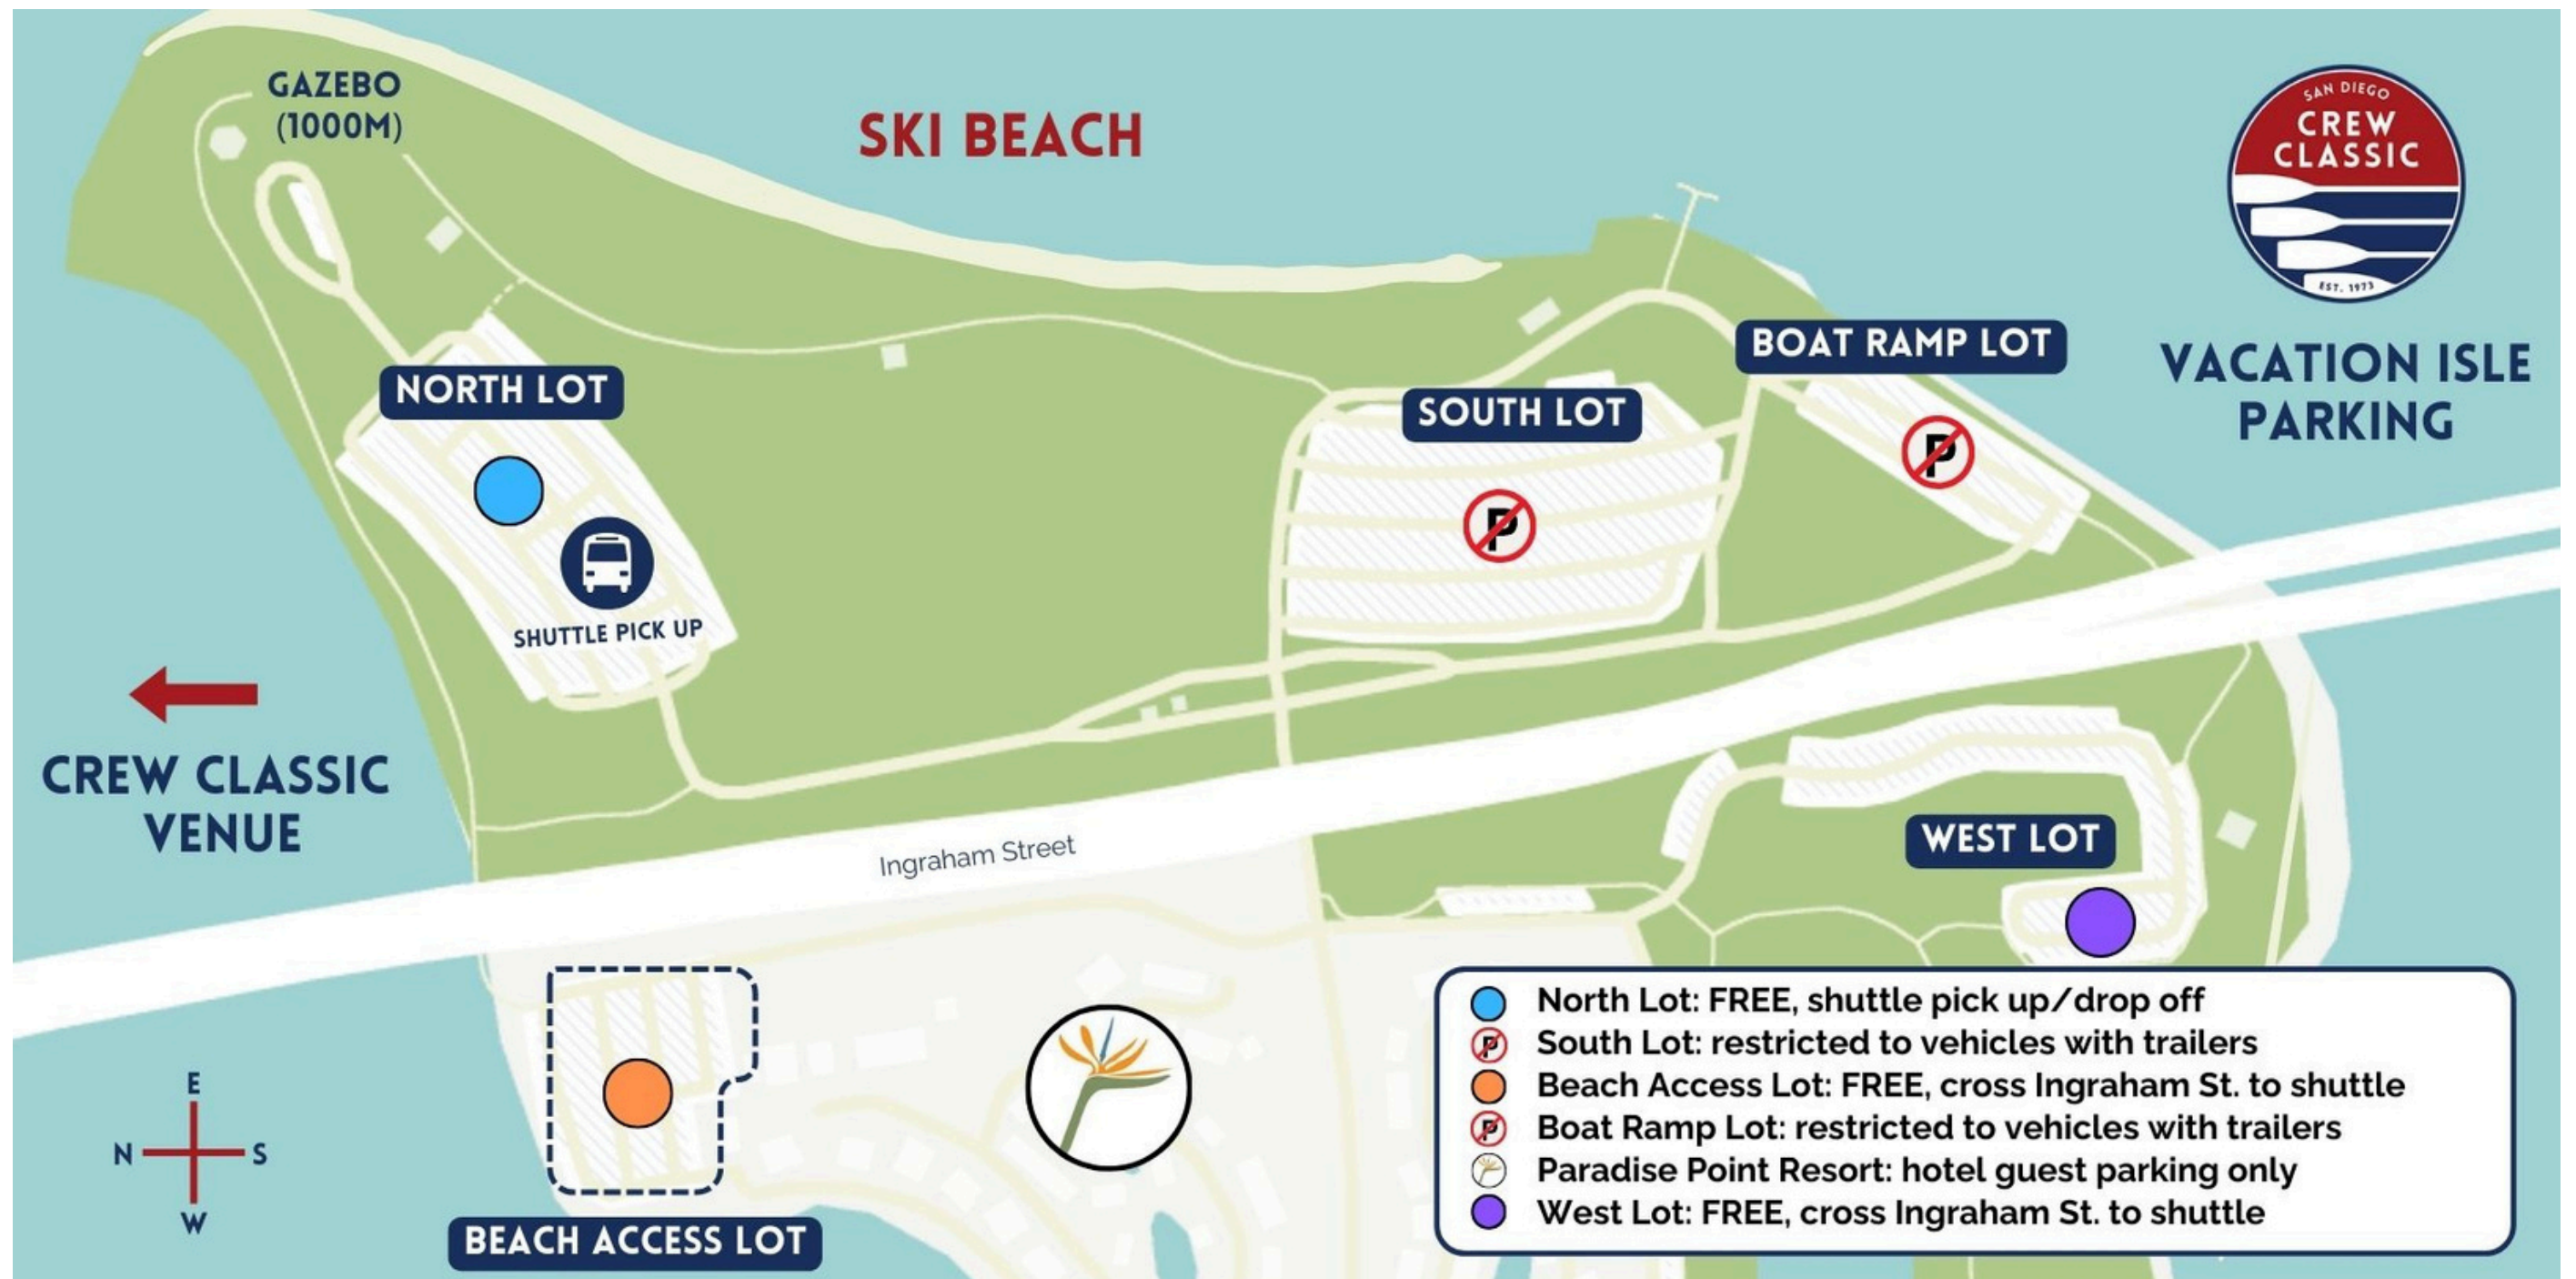 GAZEBO
(1000M)
SKI BEACH
SAN DIEGO
CREW
CLASSIC
EST. 1973
VACATION ISLE
PARKING
BOAT RAMP LOT
P
NORTH LOT
SOUTH LOT
P
SHUTTLE PICK UP
CREW CLASSIC
VENUE
Ingraham Street
WEST LOT
E
N S
W
BEACH ACCESS LOT
North Lot: FREE, shuttle pick up/drop off
P South Lot: restricted to vehicles with trailers
Beach Access Lot: FREE, cross Ingraham St. to shuttle
P Boat Ramp Lot: restricted to vehicles with trailers
Paradise Point Resort: hotel guest parking only
West Lot: FREE, cross Ingraham St. to shuttle